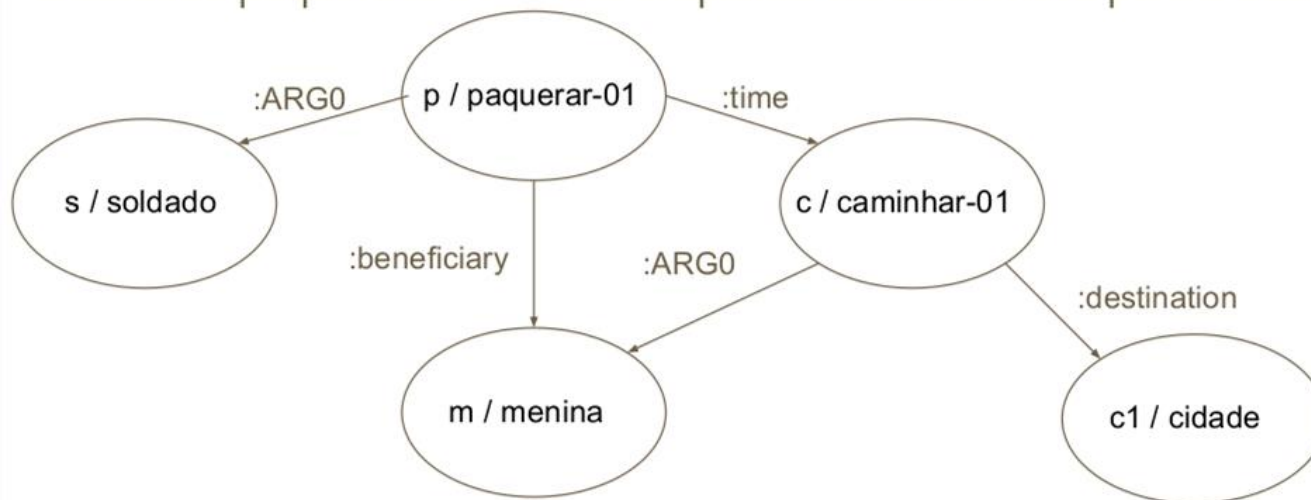 p / paquerar-01
:ARG0
:time
s / soldado
c / caminhar-01
:beneficiary
:ARG0
:destination
m / menina
c1 / cidade